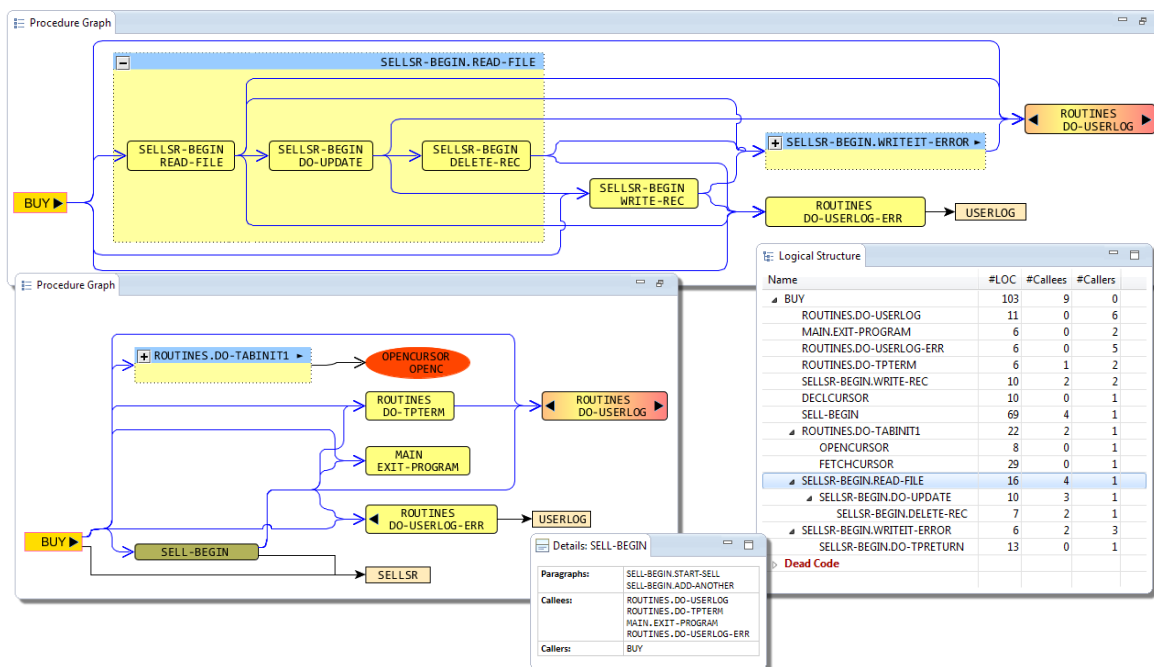 Procedure Graph
SELLSR-BEGIN.READ-FILE
ROUTINES
DO-USERLOG
SELLSR-BEGIN
READ-FILE
SELLSR-BEGIN
DO-UPDATE
SELLSR-BEGIN
DELETE-REC
SELLSR-BEGIN.WRITEIT-ERROR
SELLSR-BEGIN
WRITE-REC
BUY
ROUTINES
DO-USERLOG-ERR
USERLOG
Procedure Graph
ROUTINES.DO-TABINIT1
OPENCURSOR
OPENC
ROUTINES
DO-TPTERM
ROUTINES
DO-USERLOG
MAIN
EXIT-PROGRAM
ROUTINES
DO-USERLOG-ERR
USERLOG
BUY
SELL-BEGIN
SELLSR
Logical Structure
Name #LOC #Callees #Callers
BUY 103 9 0
ROUTINES.DO-USERLOG 11 0 6
MAIN.EXIT-PROGRAM 6 0 2
ROUTINES.DO-USERLOG-ERR 6 0 5
ROUTINES.DO-TPTERM 6 1 2
SELLSR-BEGIN.WRITE-REC 10 2 2
DECLCURSOR 10 0 1
SELL-BEGIN 69 4 1
ROUTINES.DO-TABINIT1 22 2 1
OPENCURSOR 8 0 1
FETCHCURSOR 29 0 1
SELLSR-BEGIN.READ-FILE 16 4 1
SELLSR-BEGIN.DO-UPDATE 10 3 1
SELLSR-BEGIN.DELETE-REC 7 2 1
SELLSR-BEGIN.WRITEIT-ERROR 6 2 3
SELLSR-BEGIN.DO-TPRETURN 13 0 1
Dead Code
Details: SELL-BEGIN
Paragraphs: SELL-BEGIN.START-SELL
SELL-BEGIN.ADD-ANOTHER
Callees: ROUTINES.DO-USERLOG
ROUTINES.DO-TPTERM
MAIN.EXIT-PROGRAM
ROUTINES.DO-USERLOG-ERR
Callers: BUY